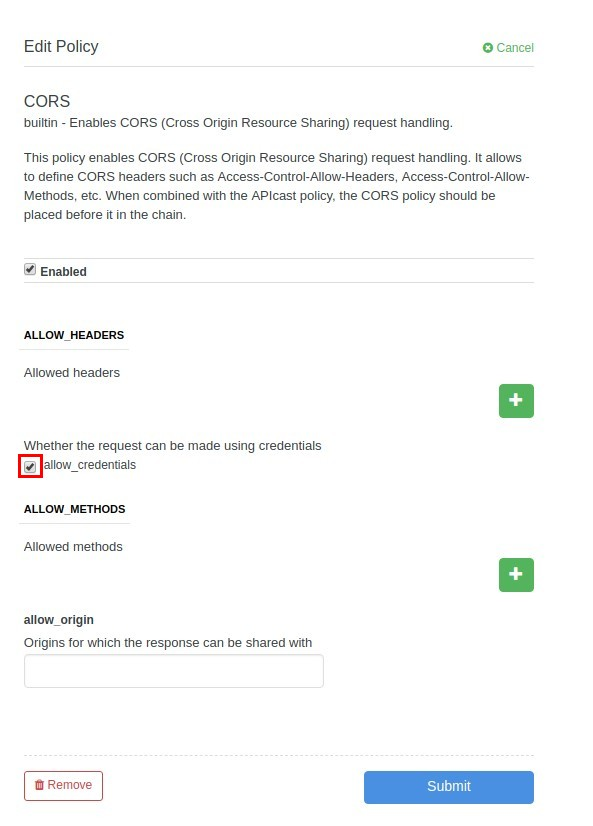 Edit Policy
Cancel
CORS
builtin - Enables CORS (Cross Origin Resource Sharing) request handling.
This policy enables CORS (Cross Origin Resource Sharing) request handling. It allows
to define CORS headers such as Access-Control-Allow-Headers, Access-Control-Allow-
Methods, etc. When combined with the APIcast policy, the CORS policy should be
placed before it in the chain.
Enabled
ALLOW_HEADERS
Allowed headers
Whether the request can be made using credentials
allow_credentials
ALLOW_METHODS
Allowed methods
allow_origin
Origins for which the response can be shared with
Remove
Submit